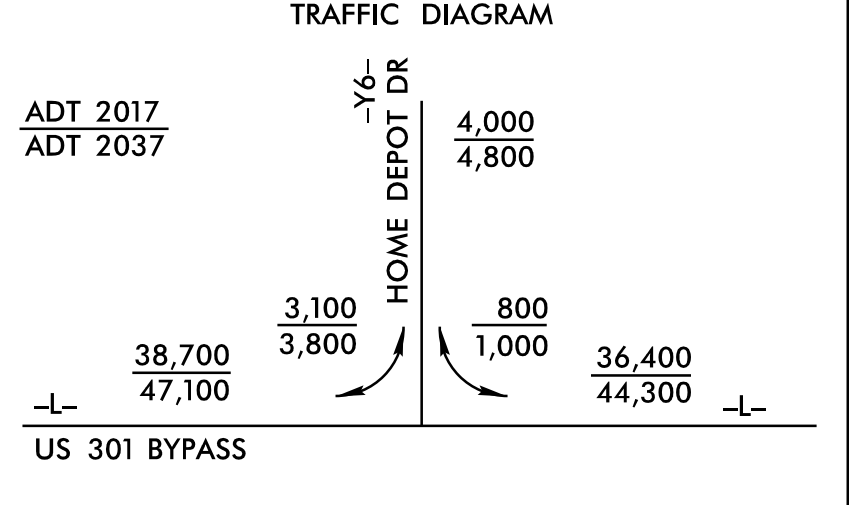 TRAFFIC DIAGRAM
-Y6-
HOME DEPOT DR
ADT 2017
ADT 2037
4,000
4,800
3,100
3,800
800
1,000
38,700
47,100
36,400
44,300
-L-
-L-
US 301 BYPASS